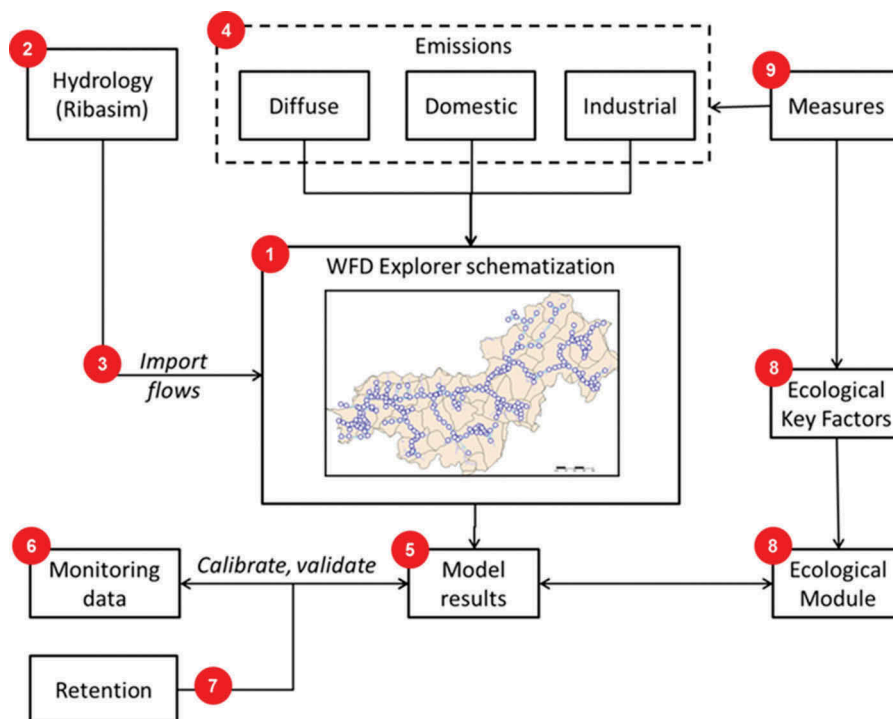 2
Hydrology
(Ribasim)
4
Emissions
Diffuse
Domestic
Industrial
9
Measures
1
WFD Explorer schematization
3
Import
flows
8
Ecological
Key Factors
6
Monitoring
data
Calibrate, validate
5
Model
results
8
Ecological
Module
Retention
7